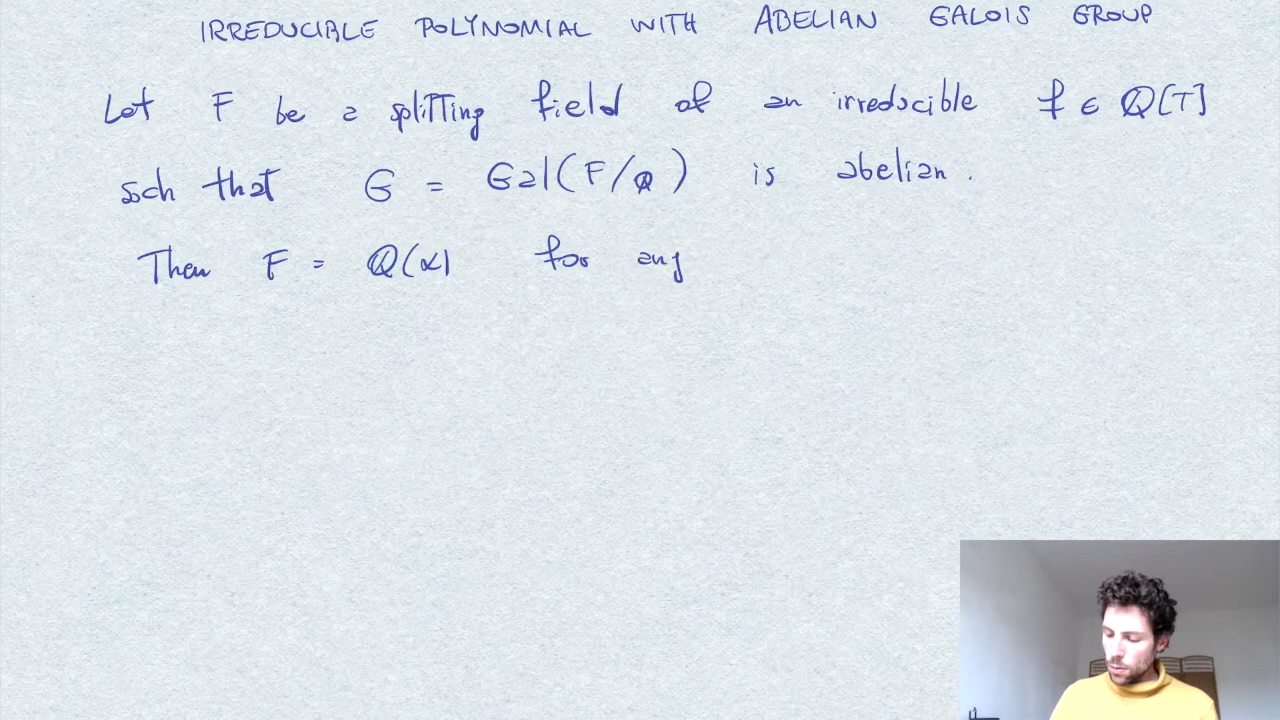 IRREDUCIBLE POLYNOMIAL WITH ABELIAN GALOIS GROUP
Let F be a splitting field of an irreducible f ∈ ℚ[T]
such that G = Gal(F/ℚ) is abelian.
Then F = ℚ(α) for any